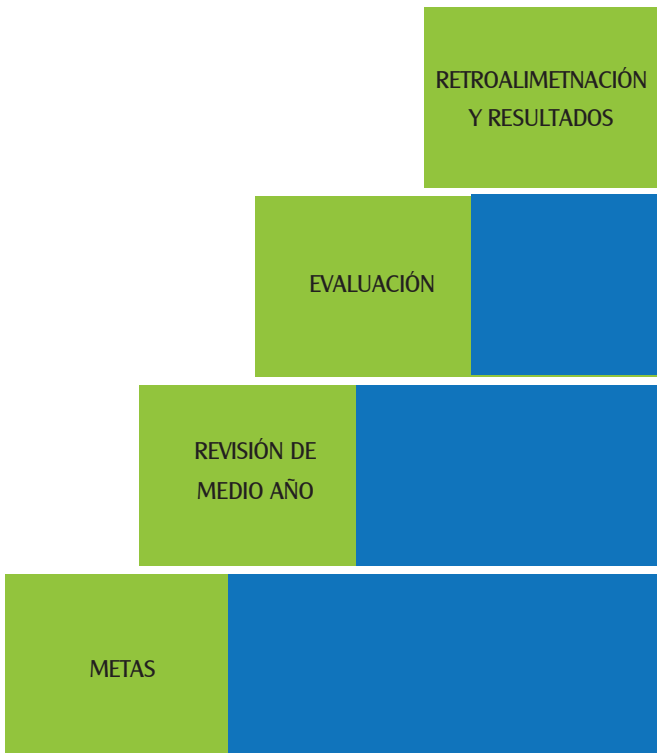 RETROALIMETNACIÓN
Y RESULTADOS
EVALUACIÓN
REVISIÓN DE
MEDIO AÑO
METAS